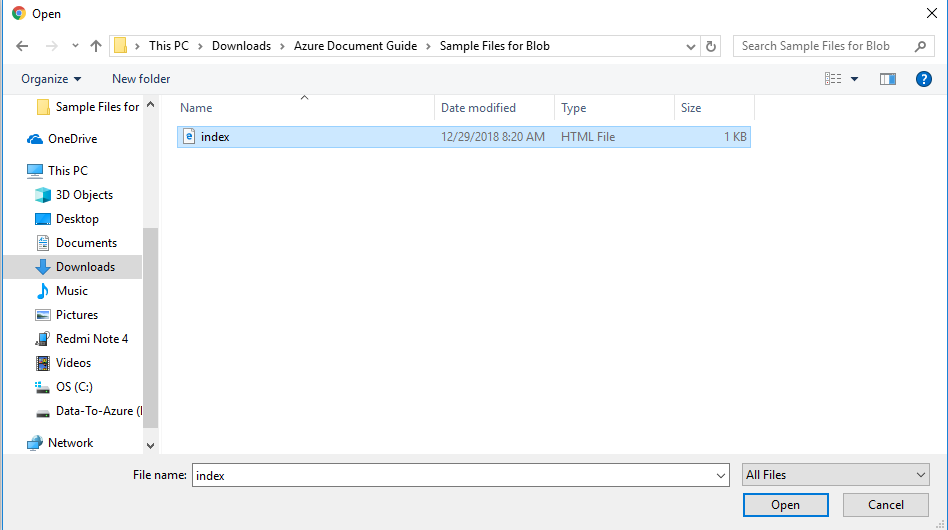 Open
This PC > Downloads > Azure Document Guide > Sample Files for Blob
Search Sample Files for Blob
Organize
New folder
Sample Files for
OneDrive
This PC
3D Objects
Desktop
Documents
Downloads
Music
Pictures
Redmi Note 4
Videos
OS (C:)
Data-To-Azure (
Network
Name Date modified Type Size
index 12/29/2018 8:20 AM HTML File 1 KB
File name: index
All Files
Open
Cancel